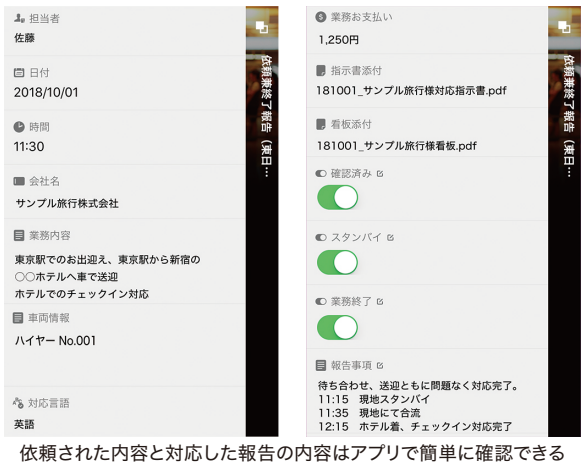 担当者
佐藤
日付
2018/10/01
時間
11:30
会社名
サンプル旅行株式会社
業務内容
東京駅でのお出迎え、東京駅から新宿の
○○ホテルへ車で送迎
ホテルでのチェックイン対応
車両情報
ハイヤー No.001
対応言語
英語
依頼兼終了報告（東日…
業務お支払い
1,250円
指示書添付
181001_サンプル旅行様対応指示書.pdf
看板添付
181001_サンプル旅行様看板.pdf
確認済み
スタンバイ
業務終了
報告事項
待ち合わせ、送迎ともに問題なく対応完了。
11:15 現地スタンバイ
11:35 現地にて合流
12:15 ホテル着、チェックイン対応完了
依頼兼終了報告（東日…
依頼された内容と対応した報告の内容はアプリで簡単に確認できる